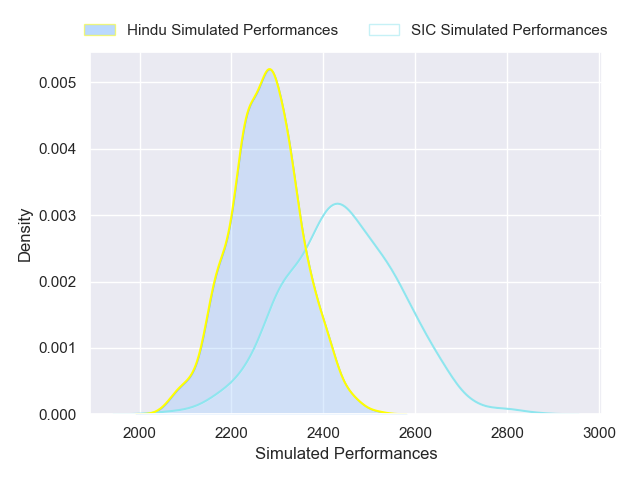 Hindu Simulated Performances SIC Simulated Performances
0.005
0.004
0.003
0.002
0.001
0.000
Density
2000 2200 2400 2600 2800 3000
Simulated Performances